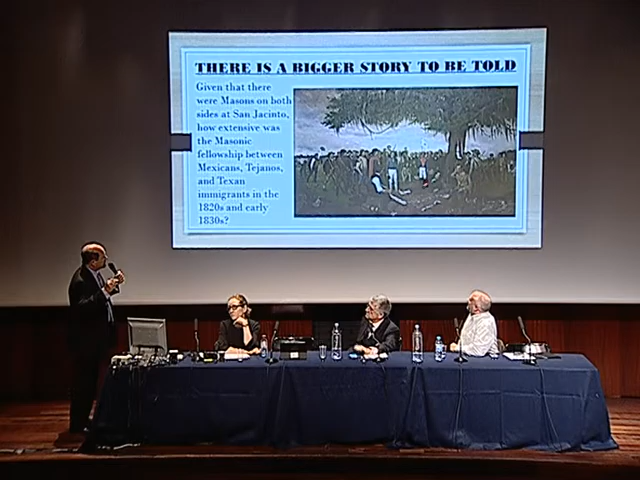 THERE IS A BIGGER STORY TO BE TOLD
Given that there
were Masons on both
sides at San Jacinto,
how extensive was
the Masonic
fellowship between
Mexicans, Tejanos,
and Texan
immigrants in the
1820s and early
1830s?